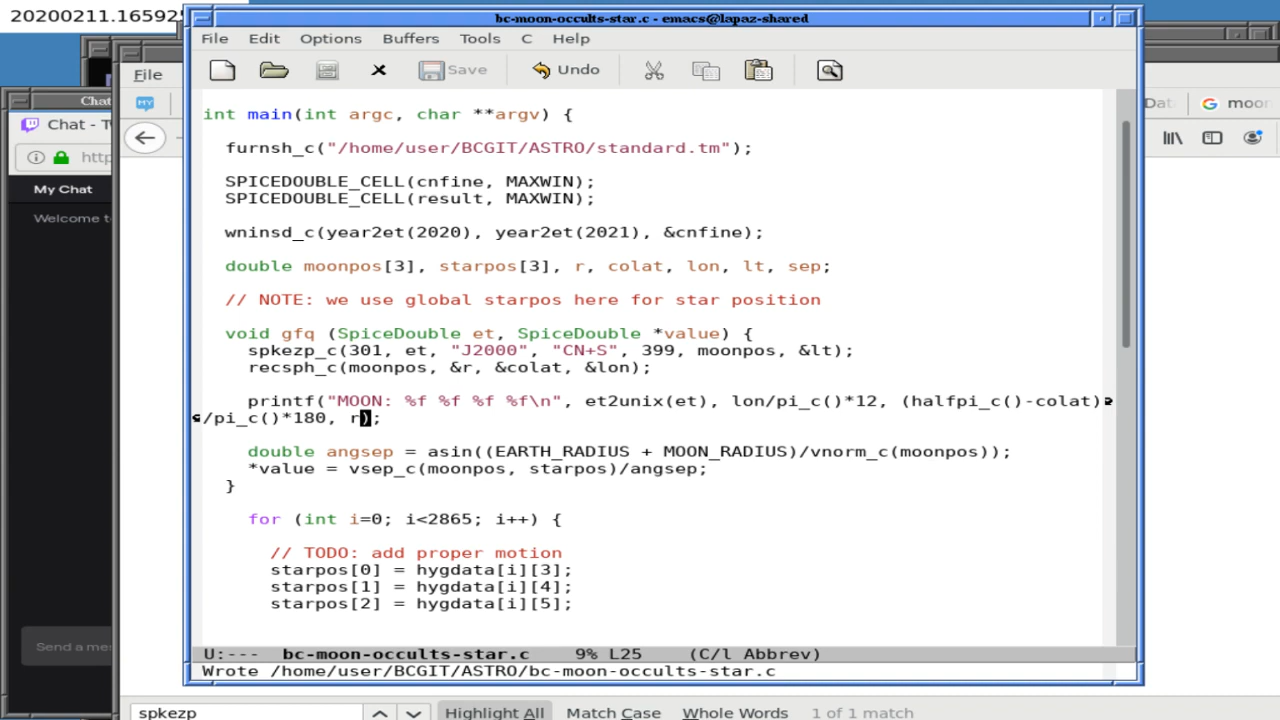 20200211.16592
bc-moon-occults-star.c - emacs@lapaz-shared
File Edit Options Buffers Tools C Help
Save Undo
File
Chat
Chat - T
http
My Chat
Welcome to
Send a me
MY
Dat
moon
int main(int argc, char **argv) {
furnsh_c("/home/user/BCGIT/ASTRO/standard.tm");
SPICEDOUBLE_CELL(cnfine, MAXWIN);
SPICEDOUBLE_CELL(result, MAXWIN);
wninsd_c(year2et(2020), year2et(2021), &cnfine);
double moonpos[3], starpos[3], r, colat, lon, lt, sep;
// NOTE: we use global starpos here for star position
void gfq (SpiceDouble et, SpiceDouble *value) {
spkezp_c(301, et, "J2000", "CN+S", 399, moonpos, &lt);
recsph_c(moonpos, &r, &colat, &lon);
printf("MOON: %f %f %f %f\n", et2unix(et), lon/pi_c()*12, (halfpi_c()-colat)
/pi_c()*180, r);
double angsep = asin((EARTH_RADIUS + MOON_RADIUS)/vnorm_c(moonpos));
*value = vsep_c(moonpos, starpos)/angsep;
}
for (int i=0; i<2865; i++) {
// TODO: add proper motion
starpos[0] = hygdata[i][3];
starpos[1] = hygdata[i][4];
starpos[2] = hygdata[i][5];
U:--- bc-moon-occults-star.c 9% L25 (C/l Abbrev)
Wrote /home/user/BCGIT/ASTRO/bc-moon-occults-star.c
spkezp Highlight All Match Case Whole Words 1 of 1 match